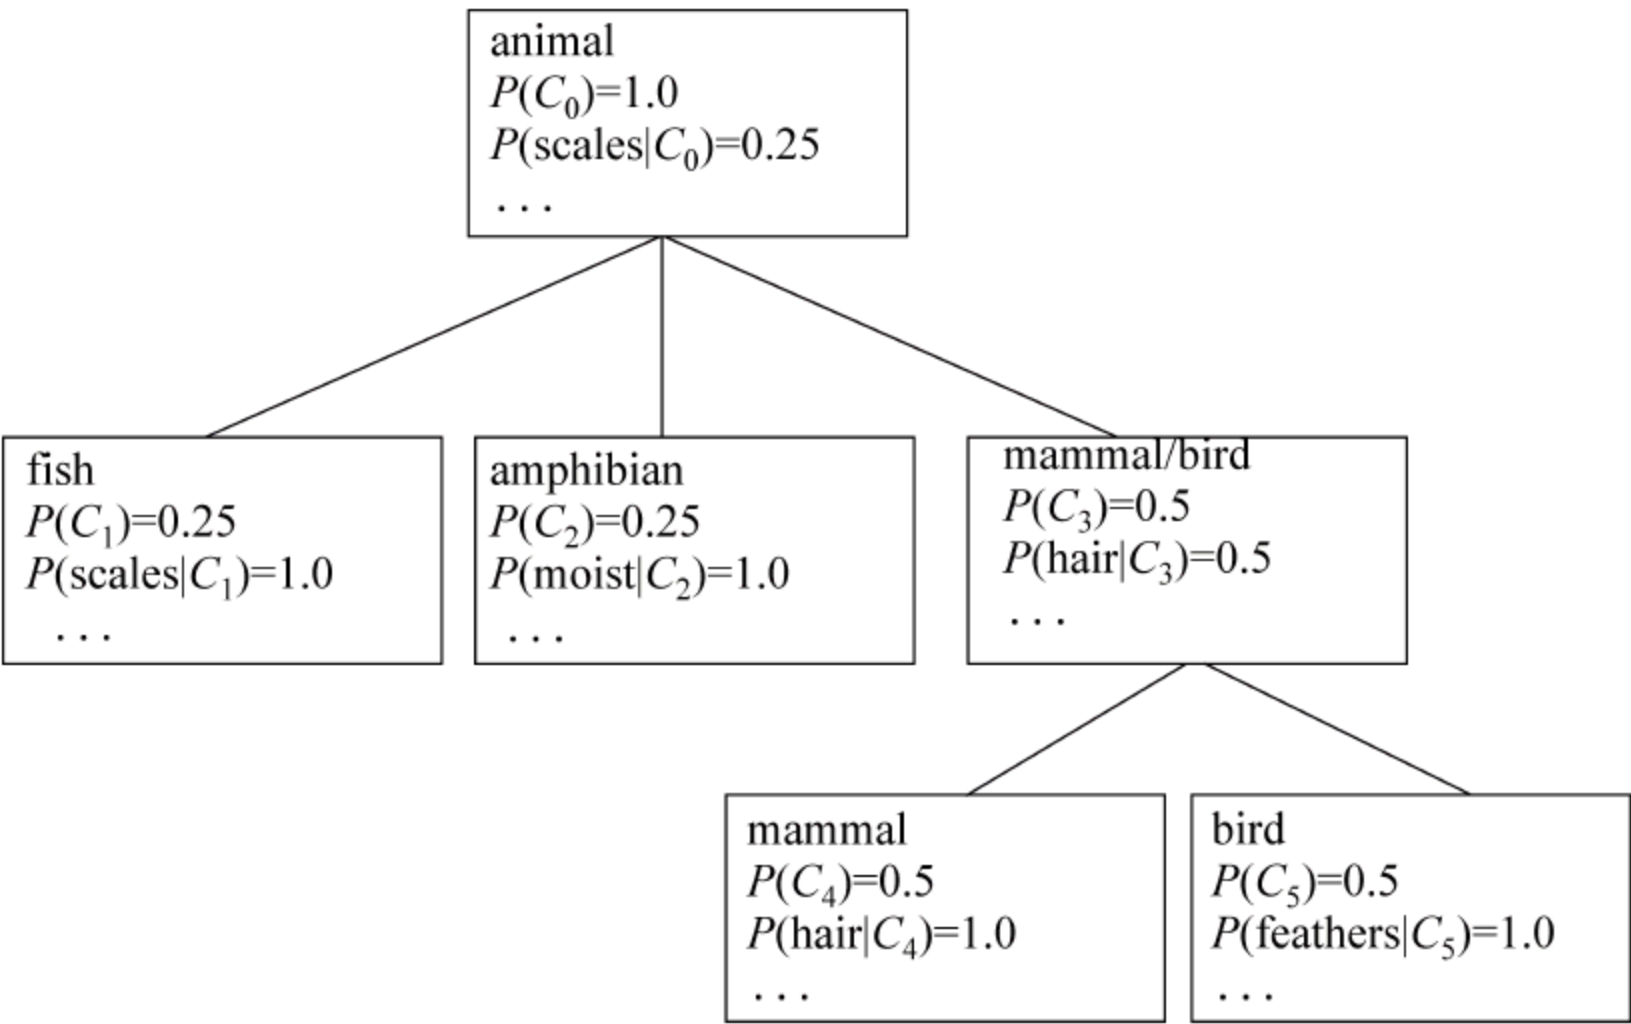 animal
P(C₀)=1.0
P(scales|C₀)=0.25
...
fish
P(C₁)=0.25
P(scales|C₁)=1.0
...
amphibian
P(C₂)=0.25
P(moist|C₂)=1.0
...
mammal/bird
P(C₃)=0.5
P(hair|C₃)=0.5
...
mammal
P(C₄)=0.5
P(hair|C₄)=1.0
...
bird
P(C₅)=0.5
P(feathers|C₅)=1.0
...